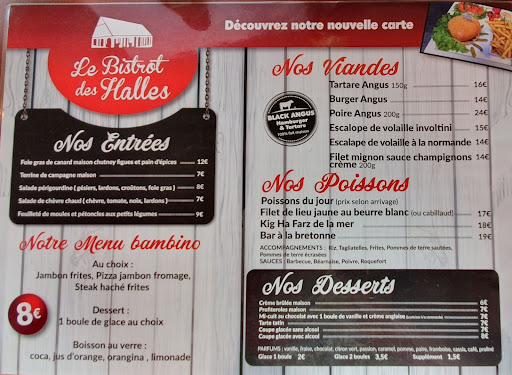 Découvrez notre nouvelle carte
Le Bistrot
des Halles
Nos Entrées
Foie gras de canard maison chutney figues et pain d'épices 12€
Terrine de campagne maison 7€
Salade périgourdine ( gésiers, lardons, croûtons, foie gras ) 8€
Salade de chèvre chaud ( chèvre, tomate, noix, lardons ) 7€
Feuilleté de moules et pétoncles aux petits légumes 9€
Notre Menu bambino
Au choix :
Jambon frites, Pizza jambon fromage,
Steak haché frites
8€
Dessert :
1 boule de glace au choix
Boisson au verre :
coca, jus d'orange, orangina , limonade
Nos Viandes
BLACK ANGUS
Hamburger
& Tartare
100% fait maison
Tartare Angus 150g 16€
Burger Angus 14€
Poire Angus 200g 24€
Escalope de volaille involtini 15€
Escalope de volaille à la normande 14€
Filet mignon sauce champignons 14€
crème 200g
Nos Poissons
Poissons du jour (prix selon arrivage)
Filet de lieu jaune au beurre blanc (ou cabillaud) 17€
Kig Ha Farz de la mer 18€
Bar à la bretonne 19€
ACCOMPAGNEMENTS : Riz, Tagliatelles, Frites, Pommes de terre sautées,
Pommes de terre écrasées
SAUCES : Barbecue, Béarnaise, Poivre, Roquefort
Nos Desserts
Crème brûlée maison 6€
Profiteroles maison 7€
Mi-cuit au chocolat avec 1 boule de vanille et crème anglaise 7€
Tarte tatin 7€
Coupe glacée sans alcool 7€
Coupe glacée avec alcool 8€
PARFUMS : vanille, fraise, chocolat, citron vert, passion, caramel, pomme, poire, framboise, cassis, café, praliné
Glace 1 boule 2€ Glace 2 boules 3,5€ Supplément 1,5€